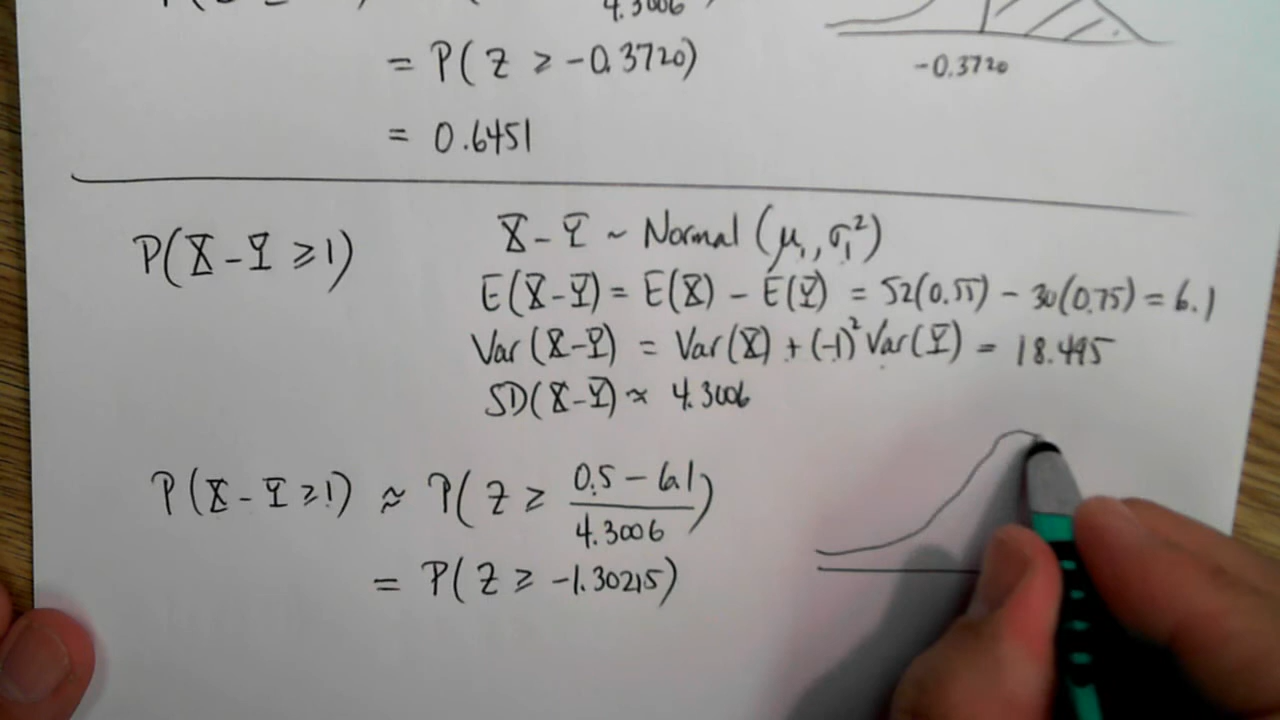 4.3006
= P(Z ≥ -0.3720)
-0.3720
= 0.6451
P(X-Y ≥ 1)
X-Y ~ Normal (μ₁, σ₁²)
E(X-Y) = E(X) - E(Y) = 52(0.55) - 30(0.75) = 6.1
Var(X-Y) = Var(X) + (-1)² Var(Y) = 18.495
SD(X-Y) ≈ 4.3006
P(X-Y ≥ 1) ≈ P(Z ≥ 0.5 - 6.1 / 4.3006)
= P(Z ≥ -1.30215)